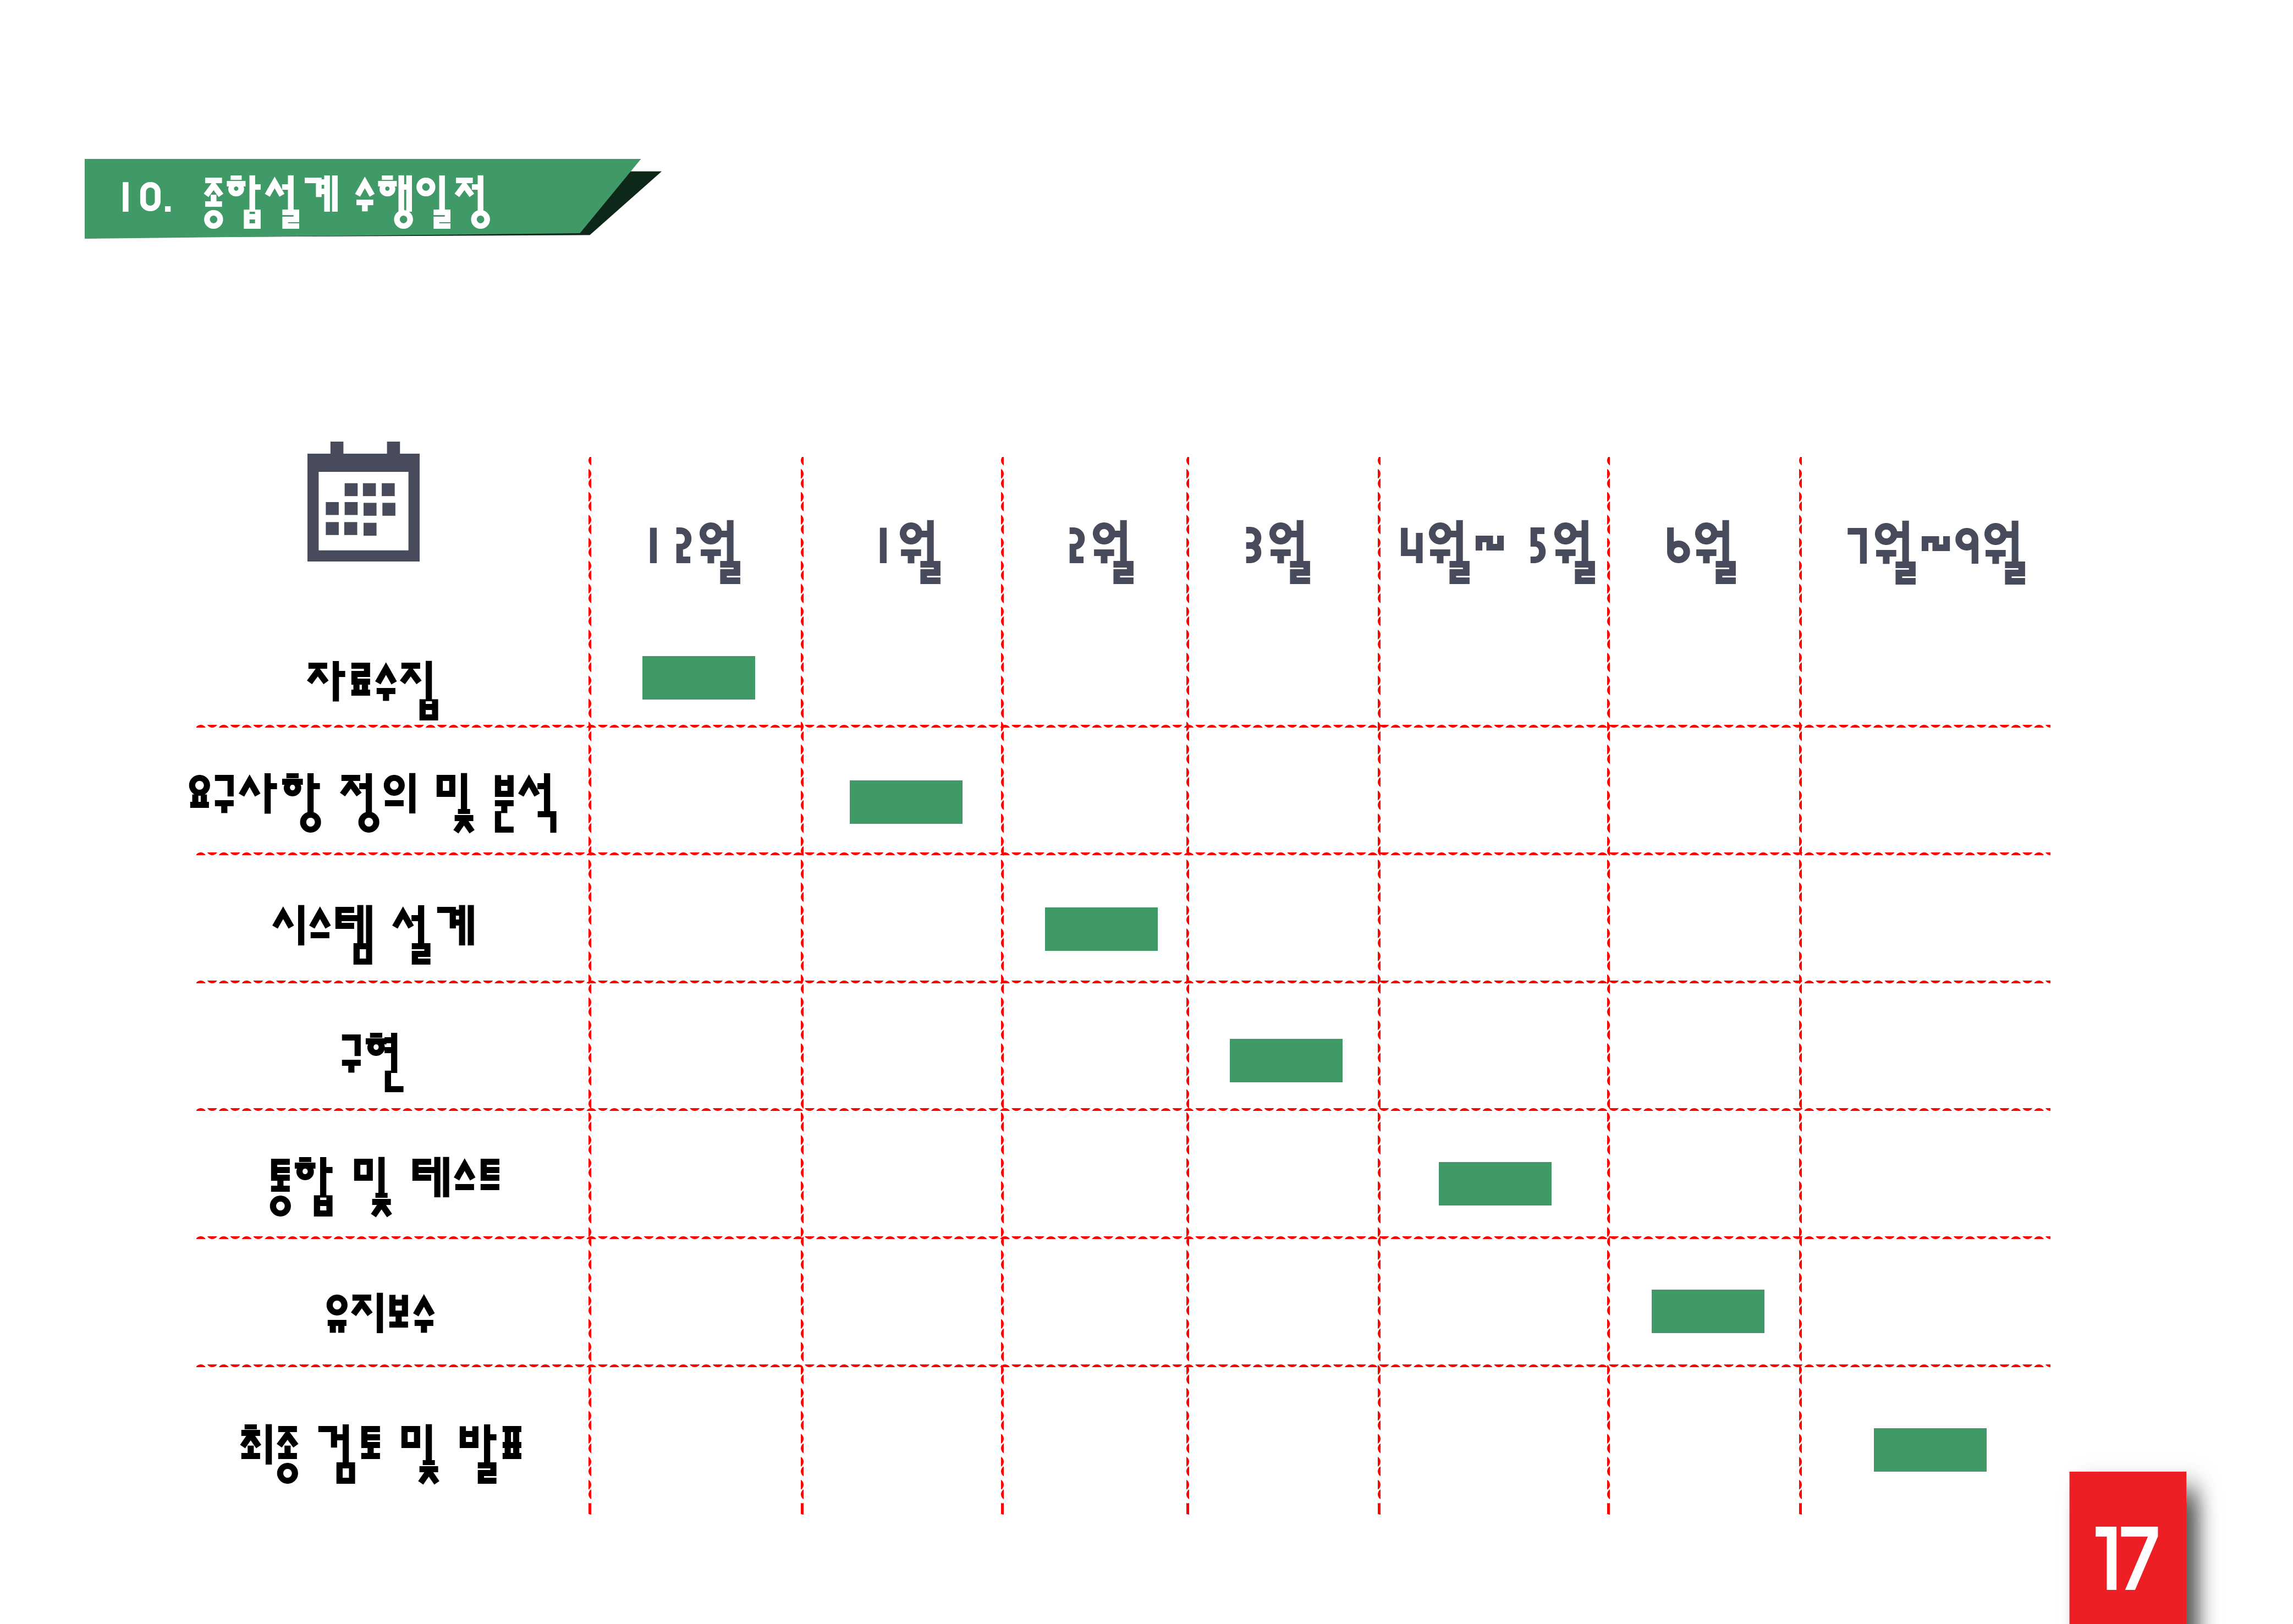 10. 종합설계 수행일정
12월 1월 2월 3월 4월~ 5월 6월 7월~9월
자료수집
요구사항 정의 및 분석
시스템 설계
구현
통합 및 테스트
유지보수
최종 검토 및 발표
17